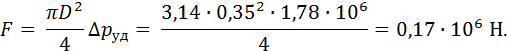 F = πD²/4 Δp_уд = 3,14·0,35²·1,78·10⁶/4 = 0,17·10⁶ Н.